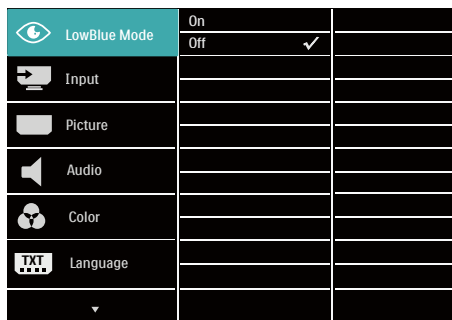 LowBlue Mode
On
Off
Input
Picture
Audio
Color
TXT
Language